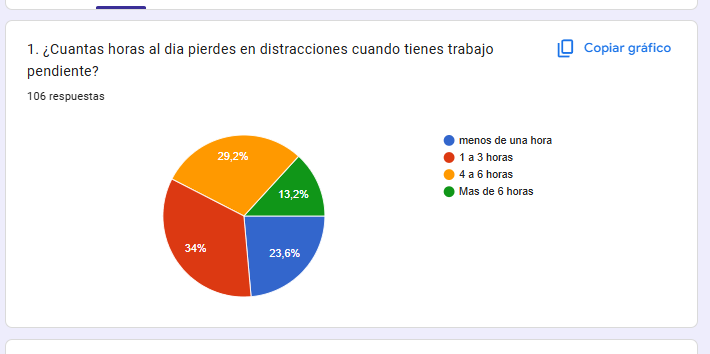 1. ¿Cuantas horas al dia pierdes en distracciones cuando tienes trabajo
pendiente?
Copiar gráfico
106 respuestas
29,2%
13,2%
34%
23,6%
menos de una hora
1 a 3 horas
4 a 6 horas
Mas de 6 horas